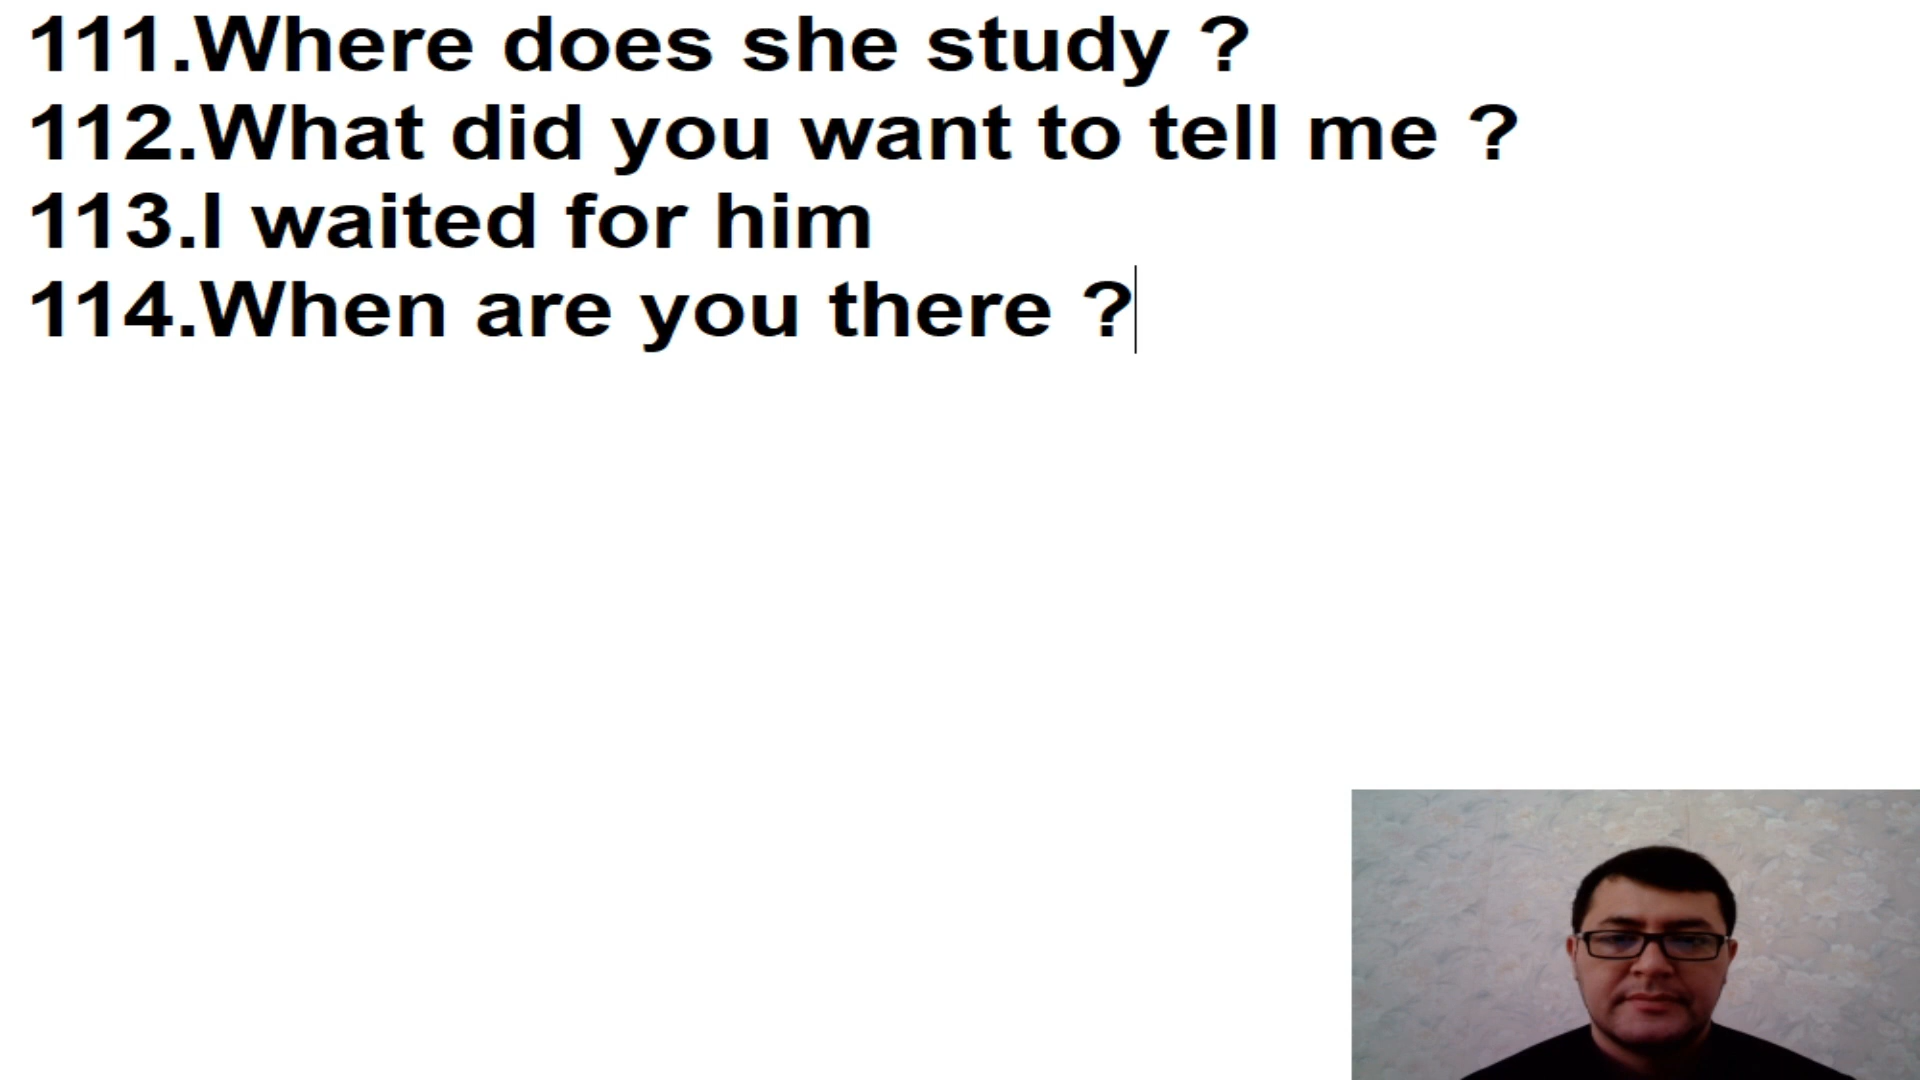 111.Where does she study ?
112.What did you want to tell me ?
113.I waited for him
114.When are you there ?